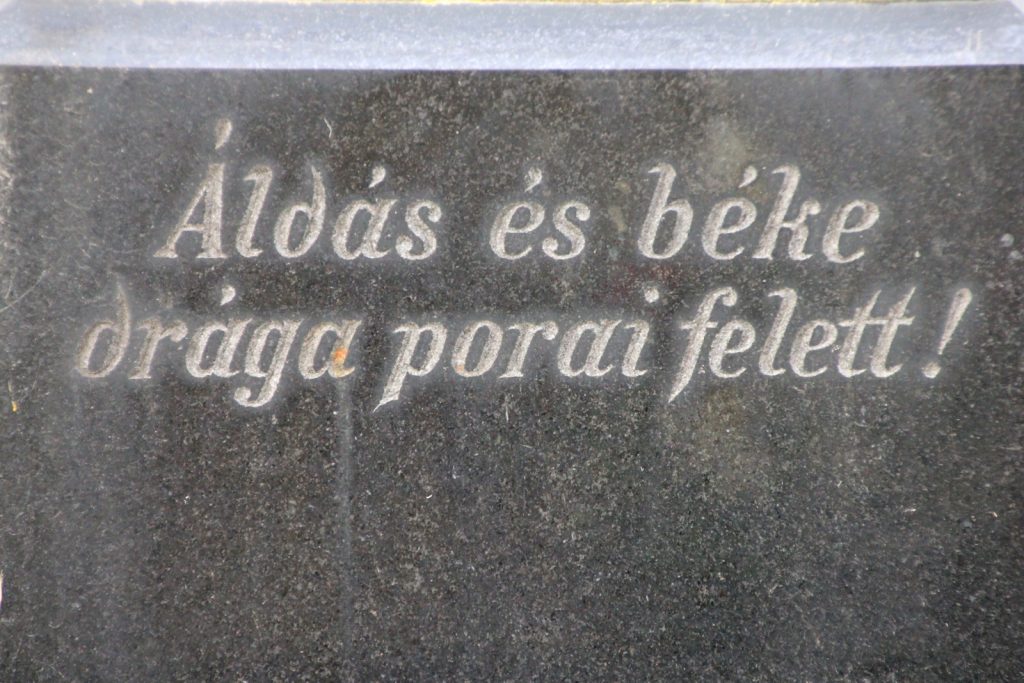 Áldás és béke
drága porai felett!